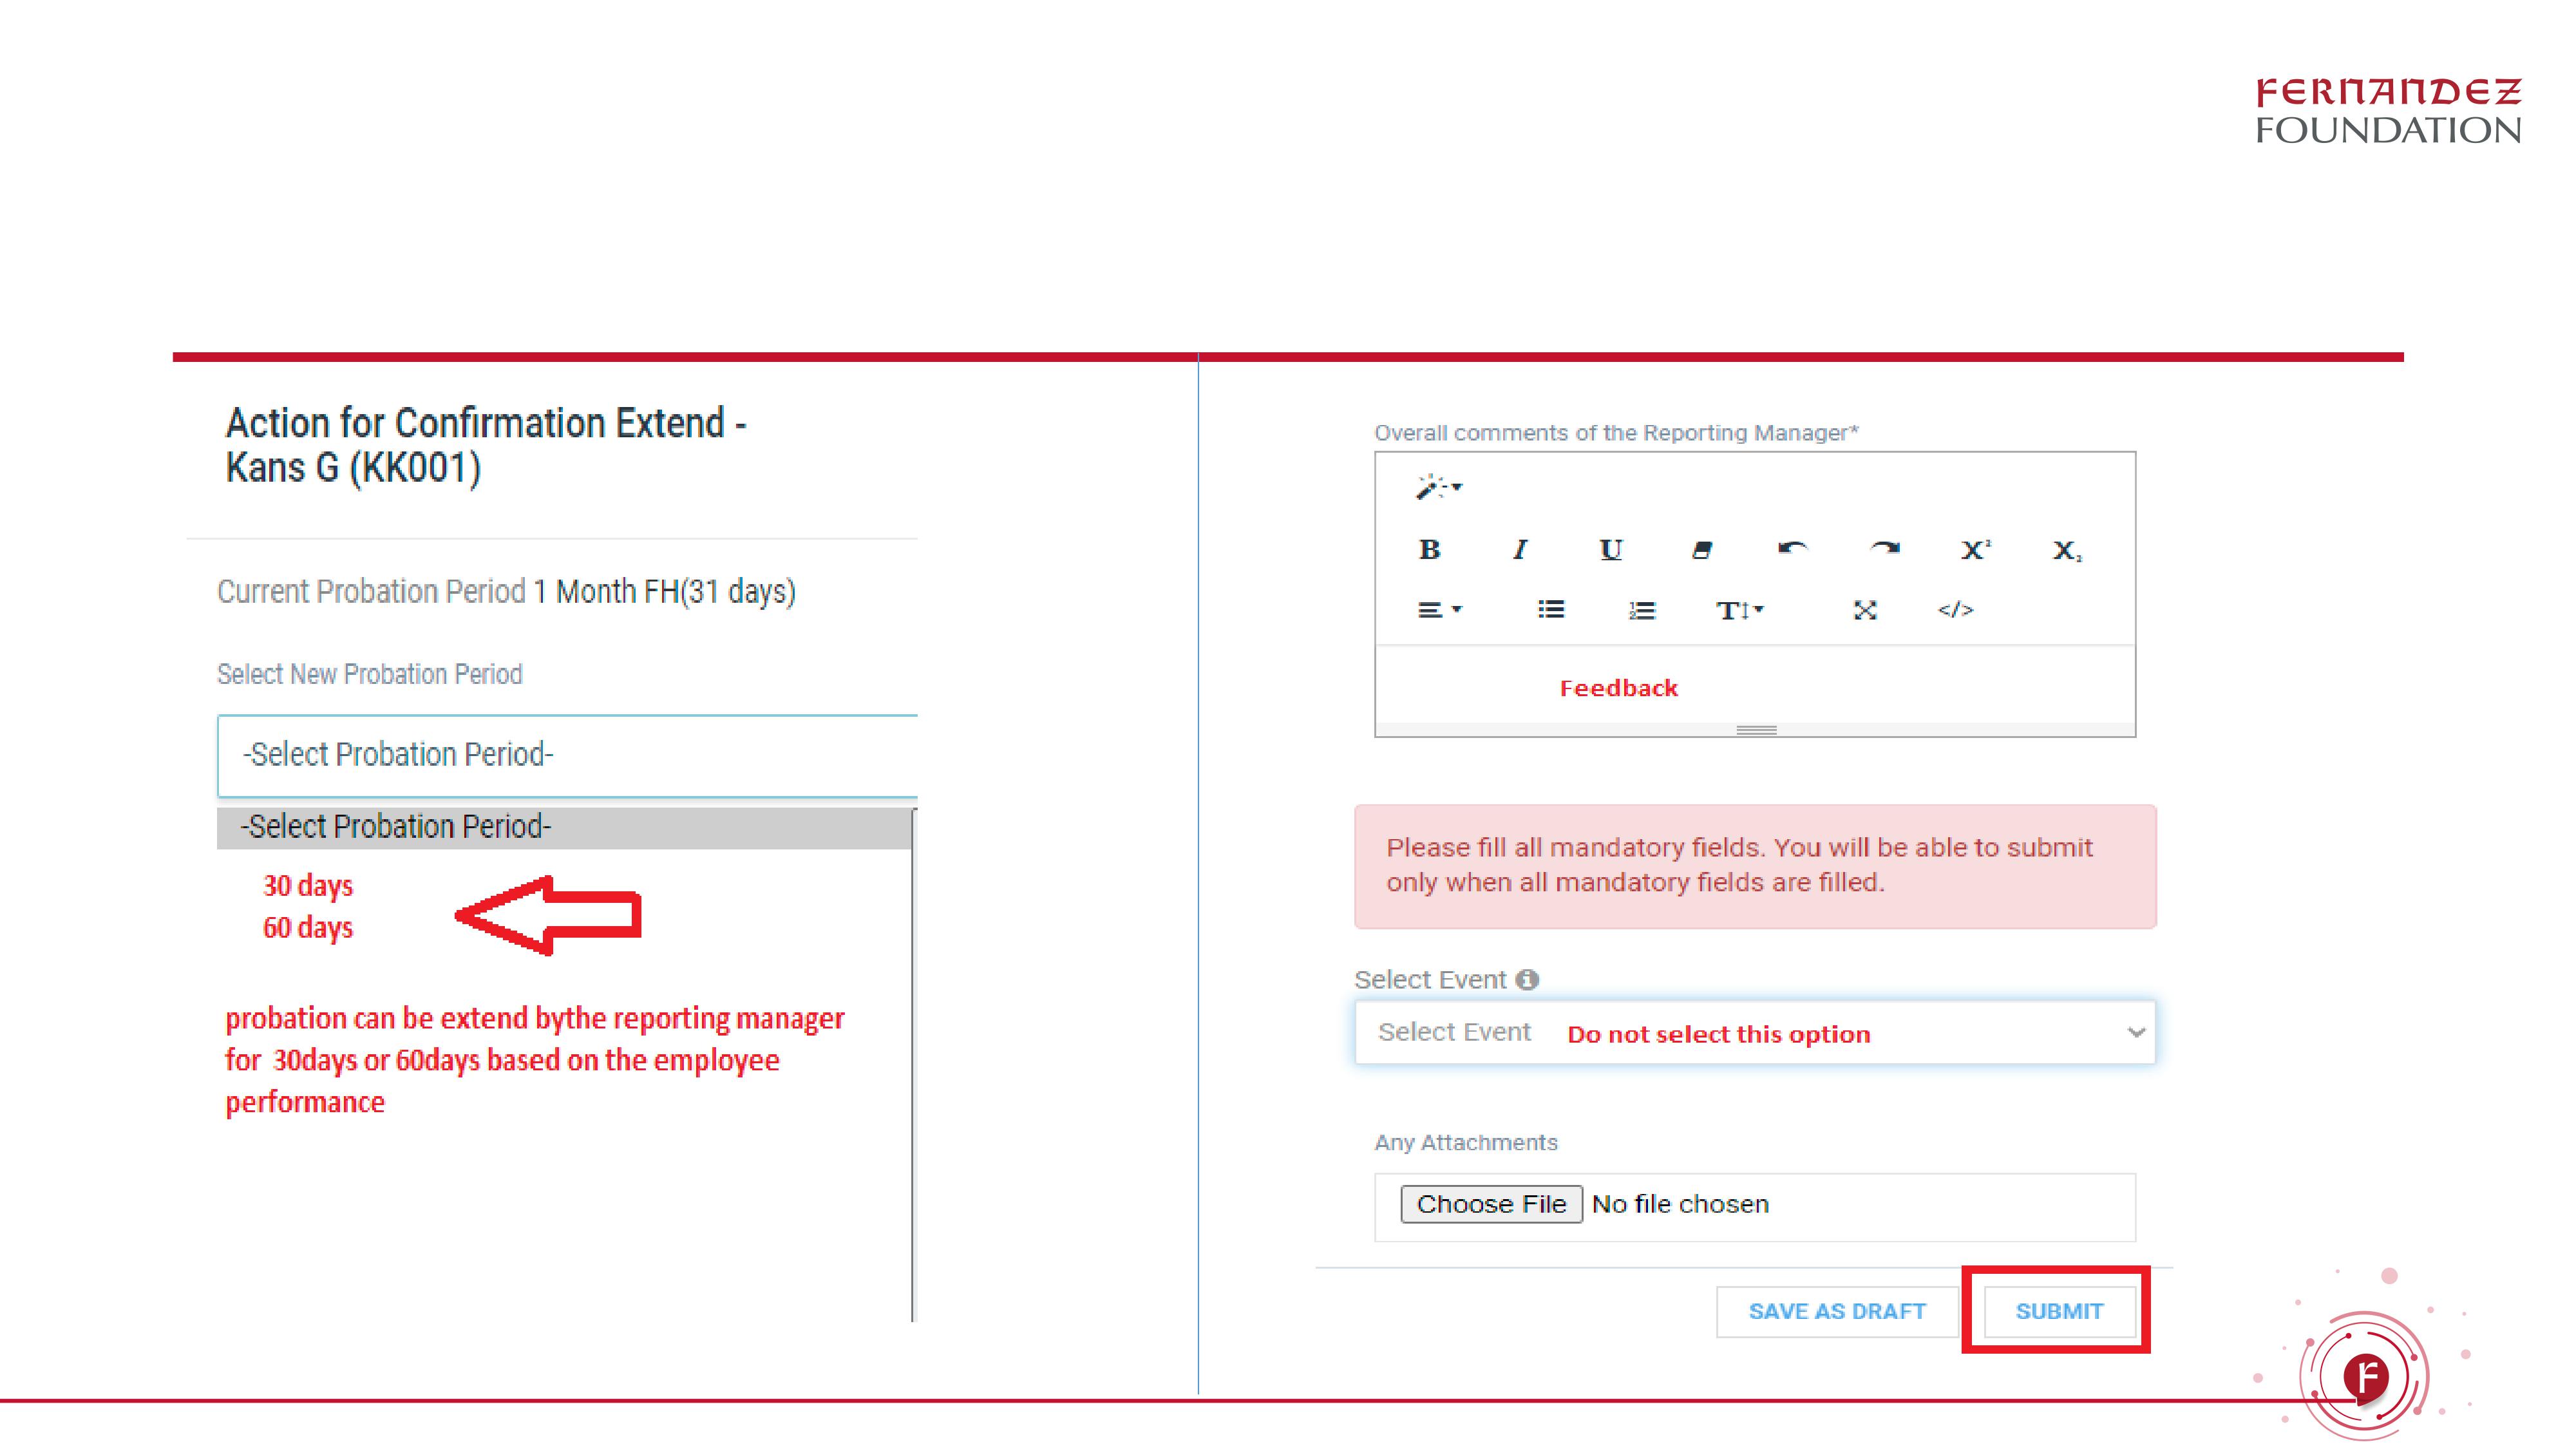 FERNANDEZ
FOUNDATION
Action for Confirmation Extend -
Kans G (KK001)
Current Probation Period 1 Month FH(31 days)
Select New Probation Period
-Select Probation Period-
-Select Probation Period-
30 days
60 days
probation can be extend bythe reporting manager
for 30days or 60days based on the employee
performance
Overall comments of the Reporting Manager*
B I U X² X₂
T </>
Feedback
Please fill all mandatory fields. You will be able to submit
only when all mandatory fields are filled.
Select Event
Select Event Do not select this option
Any Attachments
Choose File No file chosen
SAVE AS DRAFT SUBMIT
F